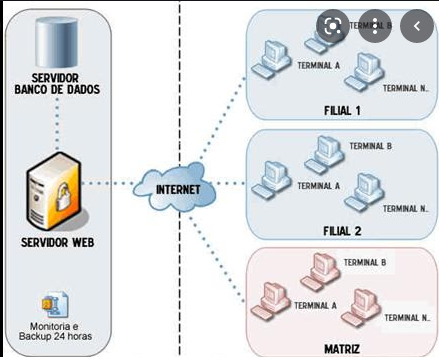 SERVIDOR
BANCO DE DADOS
SERVIDOR WEB
Monitoria e
Backup 24 horas
INTERNET
TERMINAL B
TERMINAL A
TERMINAL N..
FILIAL 1
TERMINAL B
TERMINAL A
TERMINAL N..
FILIAL 2
TERMINAL B
TERMINAL A
TERMINAL N..
MATRIZ